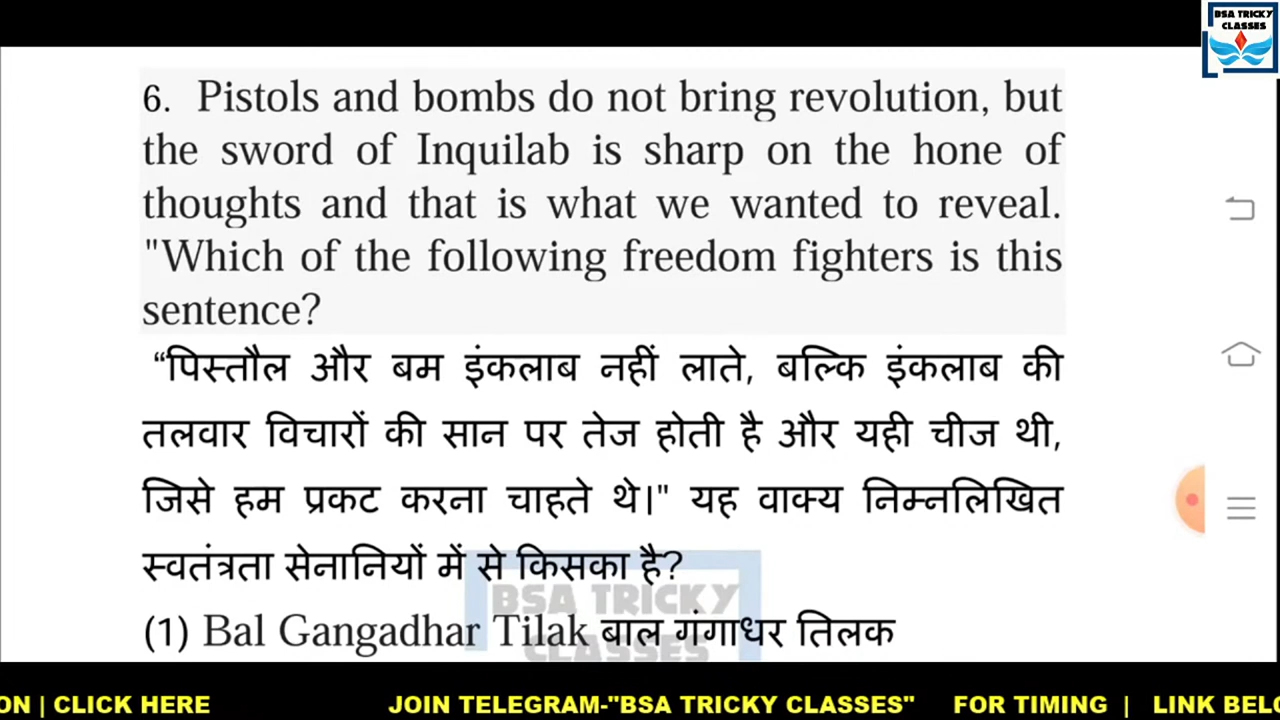 BSA TRICKY
CLASSES
6. Pistols and bombs do not bring revolution, but
the sword of Inquilab is sharp on the hone of
thoughts and that is what we wanted to reveal.
"Which of the following freedom fighters is this
sentence?
“पिस्तौल और बम इंकलाब नहीं लाते, बल्कि इंकलाब की
तलवार विचारों की सान पर तेज होती है और यही चीज थी,
जिसे हम प्रकट करना चाहते थे।" यह वाक्य निम्नलिखित
स्वतंत्रता सेनानियों में से किसका है?
BSA TRICKY
(1) Bal Gangadhar Tilak बाल गंगाधर तिलक
CLASSES
ON | CLICK HERE JOIN TELEGRAM-"BSA TRICKY CLASSES" FOR TIMING | LINK BELO